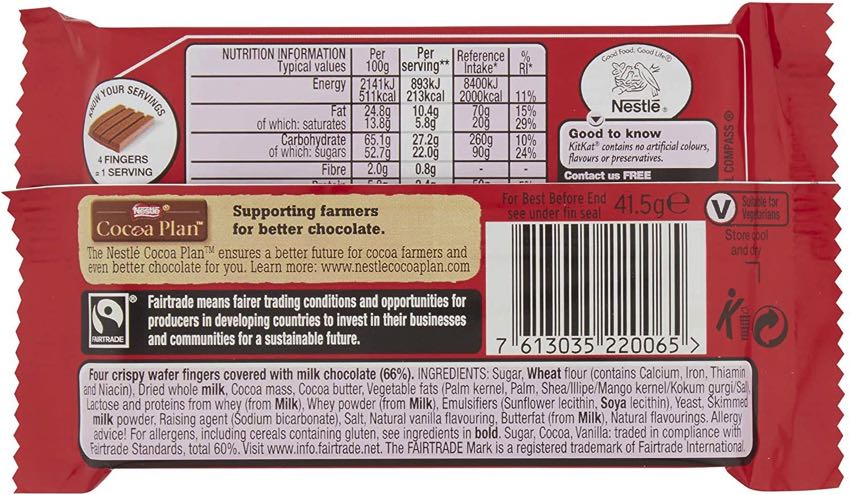 NUTRITION INFORMATION Per Per Reference %
Typical values 100g serving** Intake* RI*
Energy 2141kJ 893kJ 8400kJ
511kcal 213kcal 2000kcal 11%
Fat 24.8g 10.4g 70g 15%
of which: saturates 13.8g 5.8g 20g 29%
Carbohydrate 65.1g 27.2g 260g 10%
of which: sugars 52.7g 22.0g 90g 24%
Fibre 2.0g 0.8g - -
KNOW YOUR SERVINGS
4 FINGERS
= 1 SERVING
Good Food, Good Life®
Nestlé®
Good to know
KitKat® contains no artificial colours,
flavours or preservatives.
Contact us FREE
COMPASS®
Nestlé®
Cocoa Plan™
Supporting farmers
for better chocolate.
The Nestlé Cocoa Plan™ ensures a better future for cocoa farmers and
even better chocolate for you. Learn more: www.nestlecocoaplan.com
For Best Before End
see under fin seal
41.5g℮
V Suitable for
Vegetarians
Store cool
and dry
FAIRTRADE
®
Fairtrade means fairer trading conditions and opportunities for
producers in developing countries to invest in their businesses
and communities for a sustainable future.
7 613035 220065 >
Four crispy wafer fingers covered with milk chocolate (66%). INGREDIENTS: Sugar, Wheat flour (contains Calcium, Iron, Thiamin
and Niacin), Dried whole milk, Cocoa mass, Cocoa butter, Vegetable fats (Palm kernel, Palm, Shea/Illipe/Mango kernel/Kokum gurgi/Sal),
Lactose and proteins from whey (from Milk), Whey powder (from Milk), Emulsifiers (Sunflower lecithin, Soya lecithin), Yeast, Skimmed
milk powder, Raising agent (Sodium bicarbonate), Salt, Natural vanilla flavouring, Butterfat (from Milk), Natural flavourings. Allergy
advice! For allergens, including cereals containing gluten, see ingredients in bold. Sugar, Cocoa, Vanilla: traded in compliance with
Fairtrade Standards, total 60%. Visit www.info.fairtrade.net. The FAIRTRADE Mark is a registered trademark of Fairtrade International.